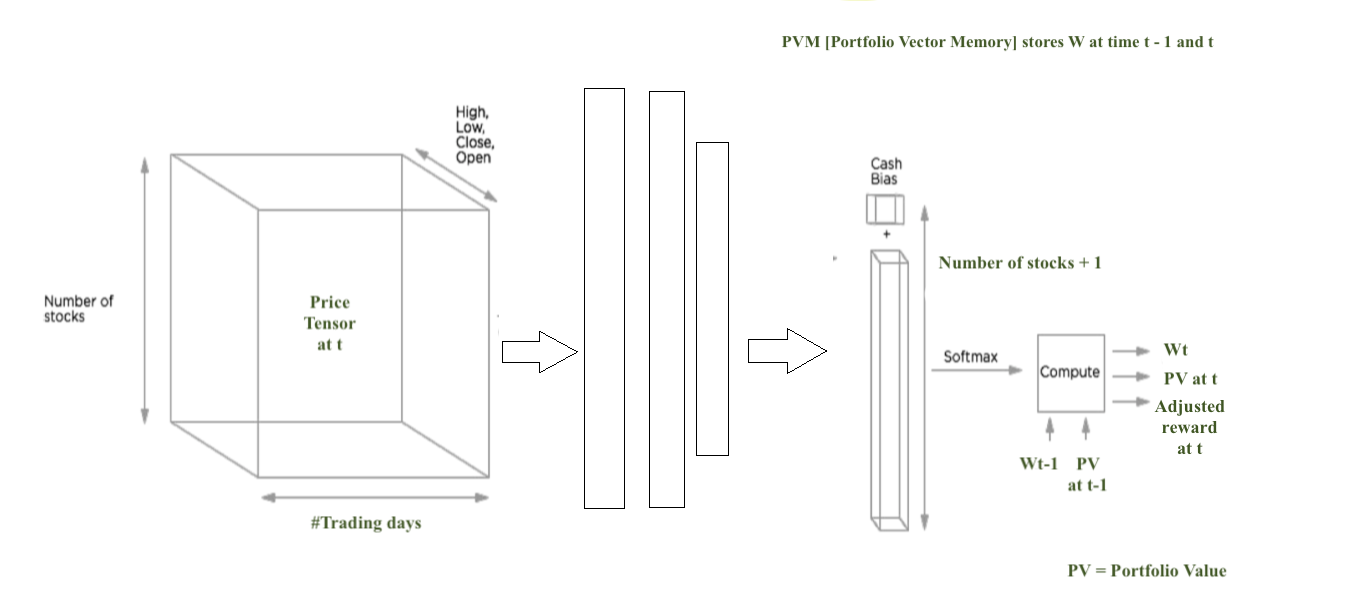 PVM [Portfolio Vector Memory] stores W at time t - 1 and t
High,
Low,
Close,
Open
Number of
stocks
Price
Tensor
at t
#Trading days
Cash
Bias
+
Number of stocks + 1
Softmax
Compute
Wt
PV at t
Adjusted
reward
at t
Wt-1
PV
at t-1
PV = Portfolio Value